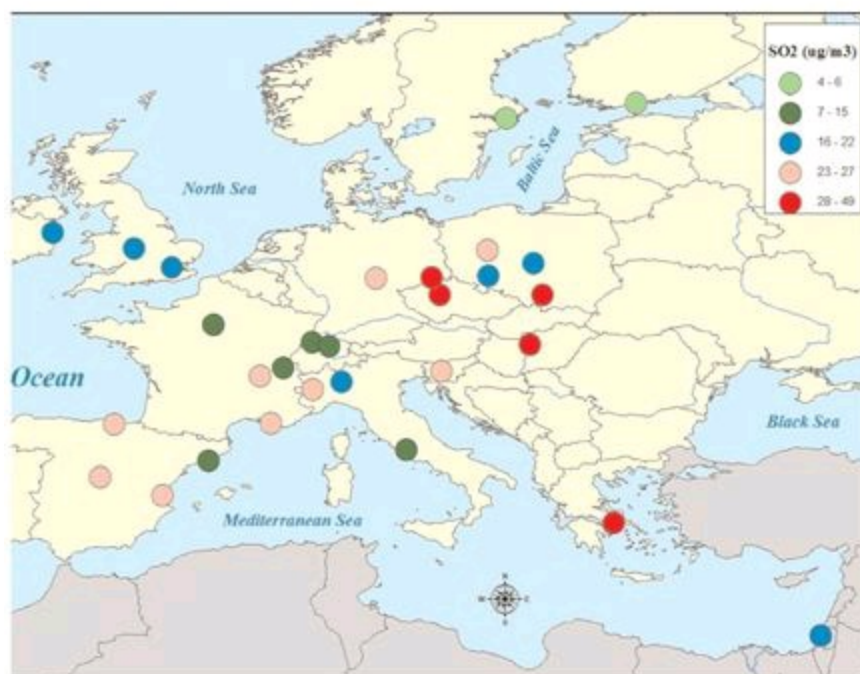 SO2 (ug/m3)
4 - 6
7 - 15
16 - 22
23 - 27
28 - 49
North Sea
Baltic Sea
Ocean
Black Sea
Mediterranean Sea
N
W
E
S